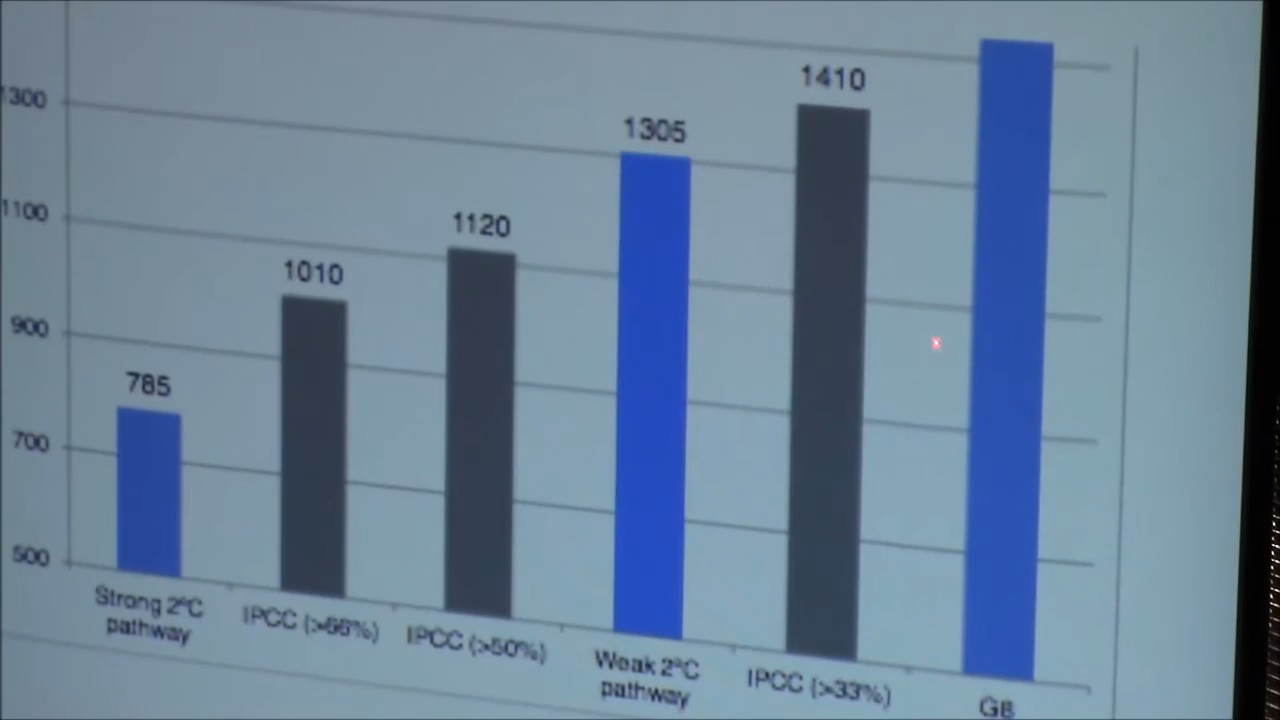 1300
1100
900
700
500
785
1010
1120
1305
1410
Strong 2°C
pathway
IPCC (>66%)
IPCC (>50%)
Weak 2°C
pathway
IPCC (>33%)
G8